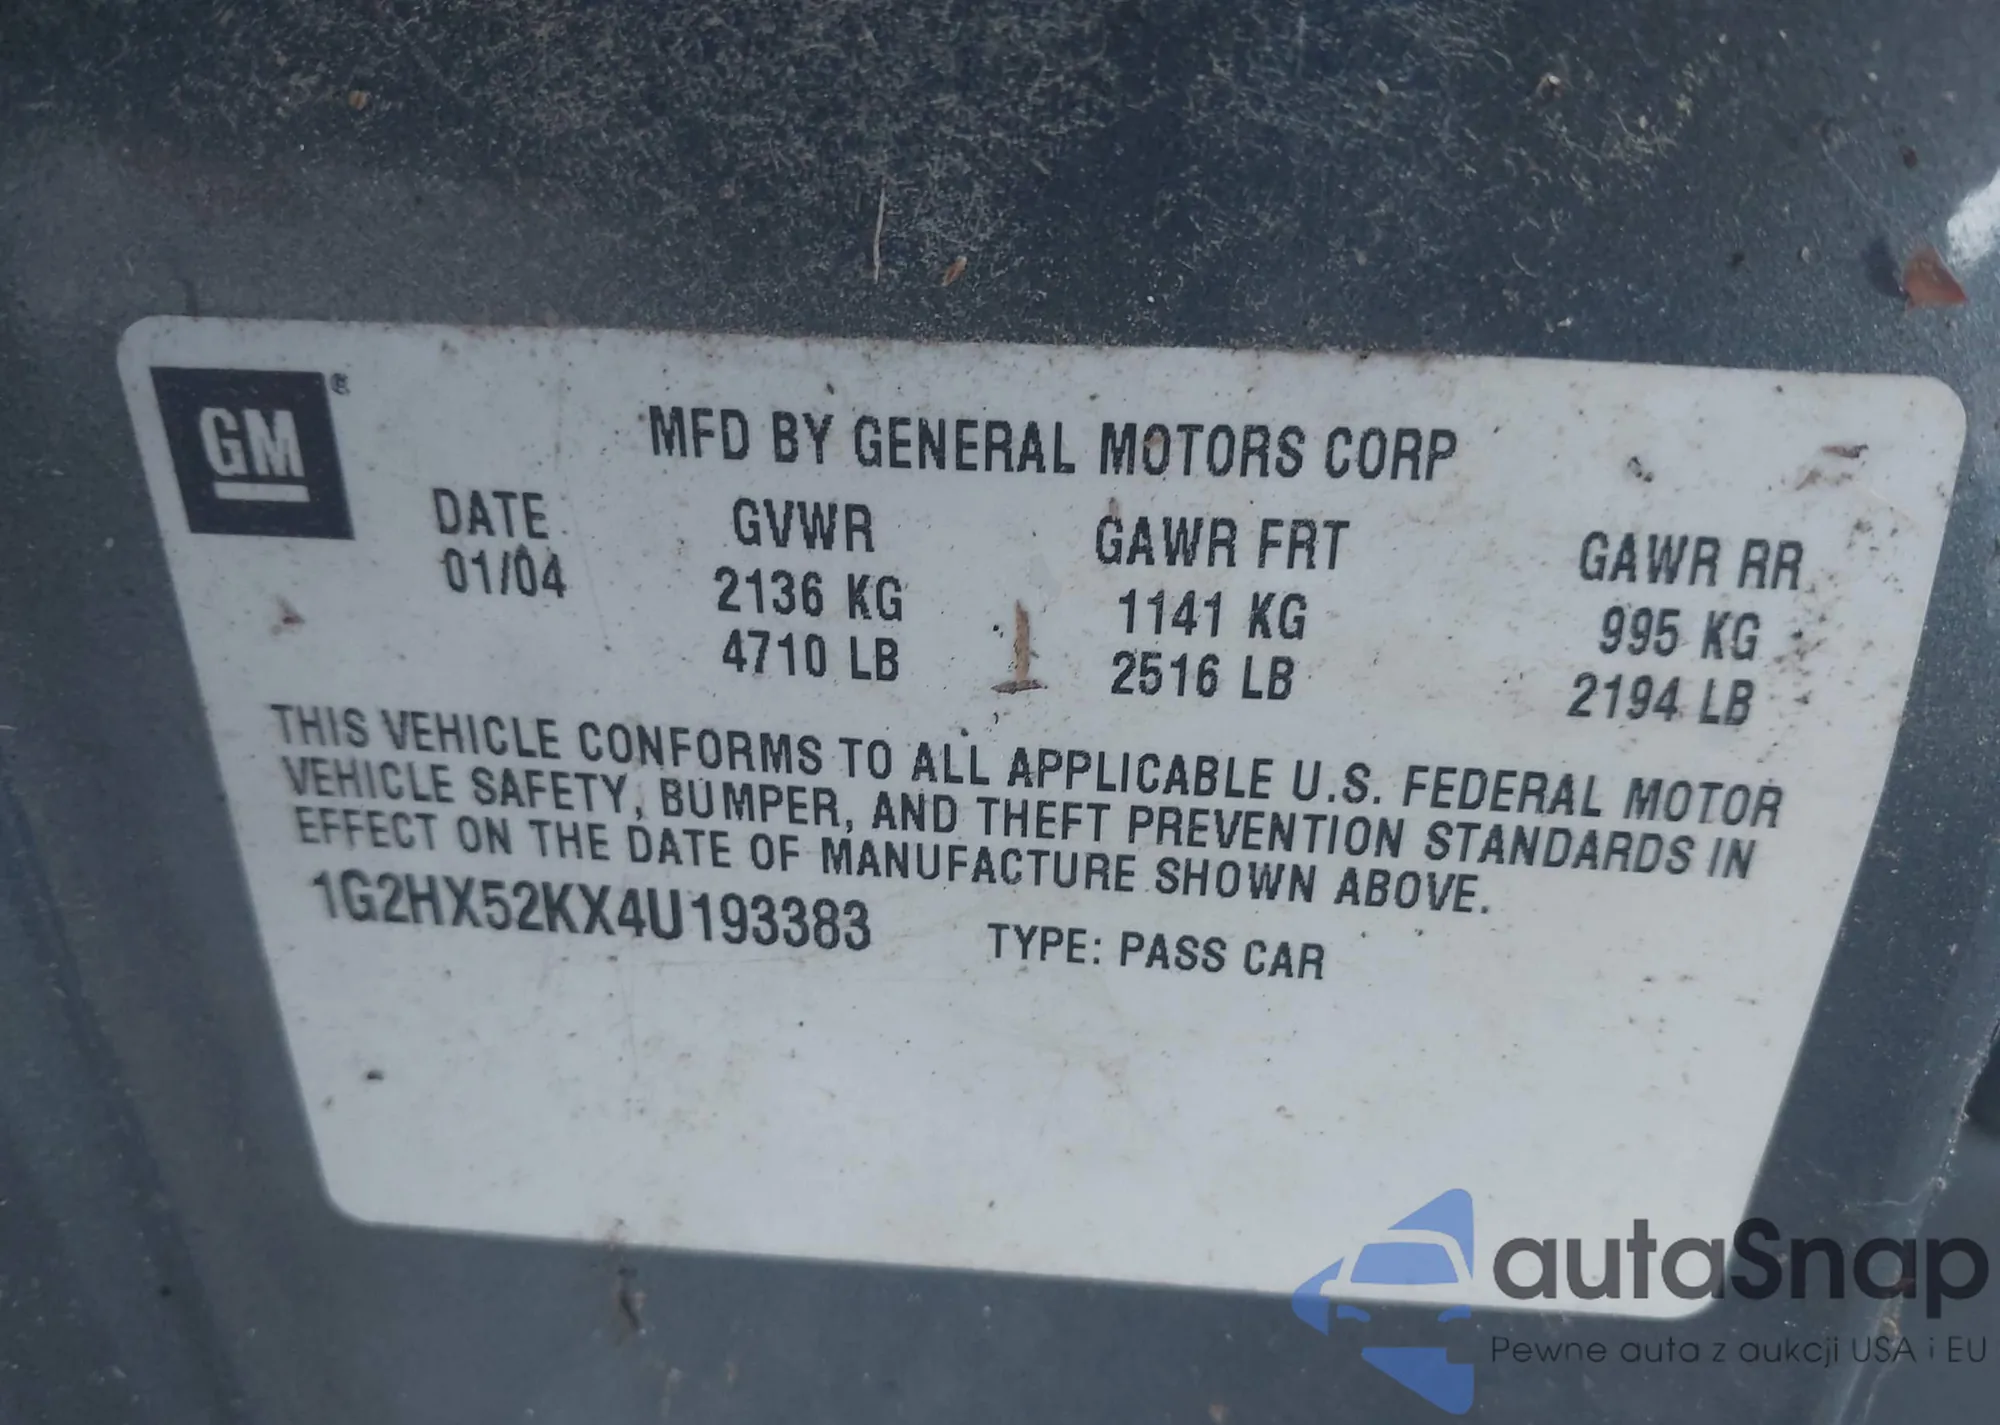 GM ®
MFD BY GENERAL MOTORS CORP
DATE GVWR GAWR FRT GAWR RR
01/04 2136 KG 1141 KG 995 KG
4710 LB 2516 LB 2194 LB
THIS VEHICLE CONFORMS TO ALL APPLICABLE U.S. FEDERAL MOTOR
VEHICLE SAFETY, BUMPER, AND THEFT PREVENTION STANDARDS IN
EFFECT ON THE DATE OF MANUFACTURE SHOWN ABOVE.
1G2HX52KX4U193383 TYPE: PASS CAR
autaSnap
Pewne auta z aukcji USA i EU